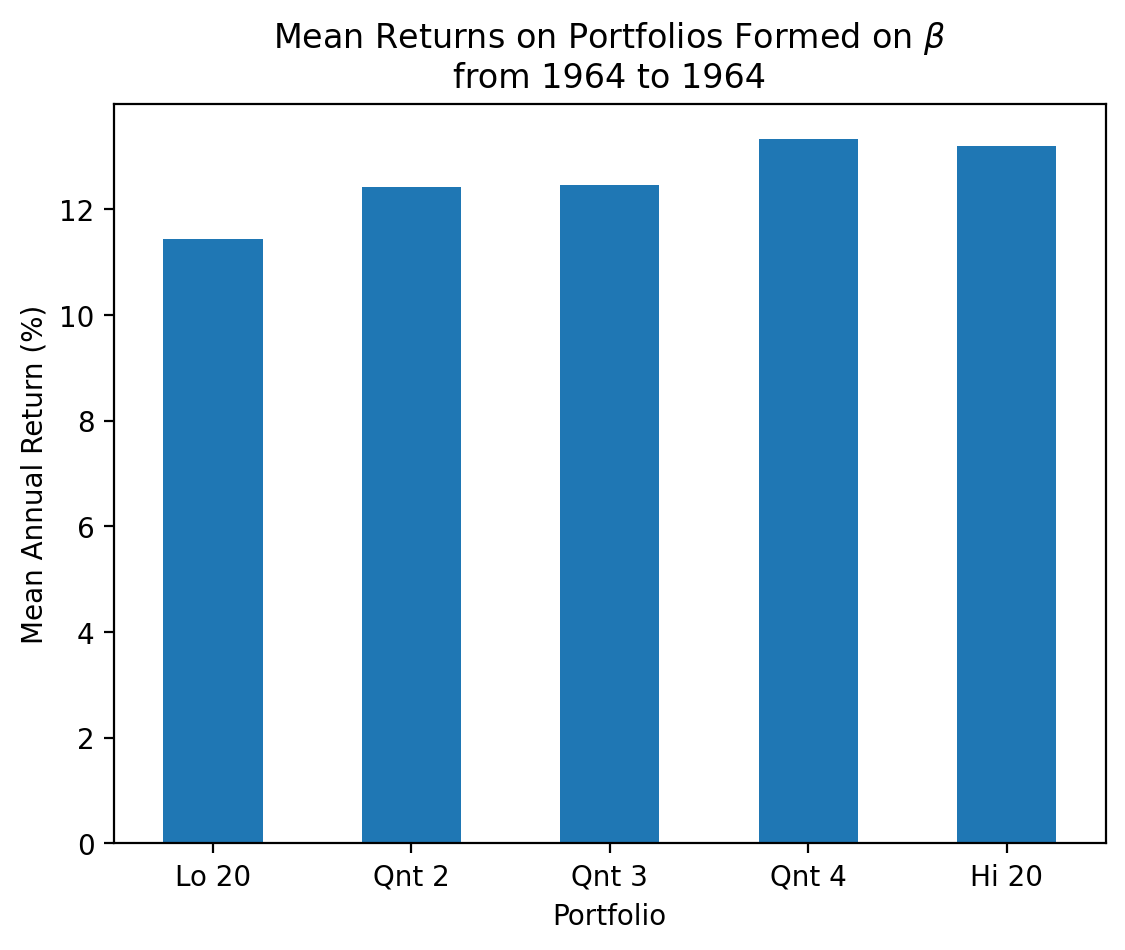 Mean Returns on Portfolios Formed on β
from 1964 to 1964
Mean Annual Return (%)
12
10
8
6
4
2
0
Lo 20
Qnt 2
Qnt 3
Qnt 4
Hi 20
Portfolio